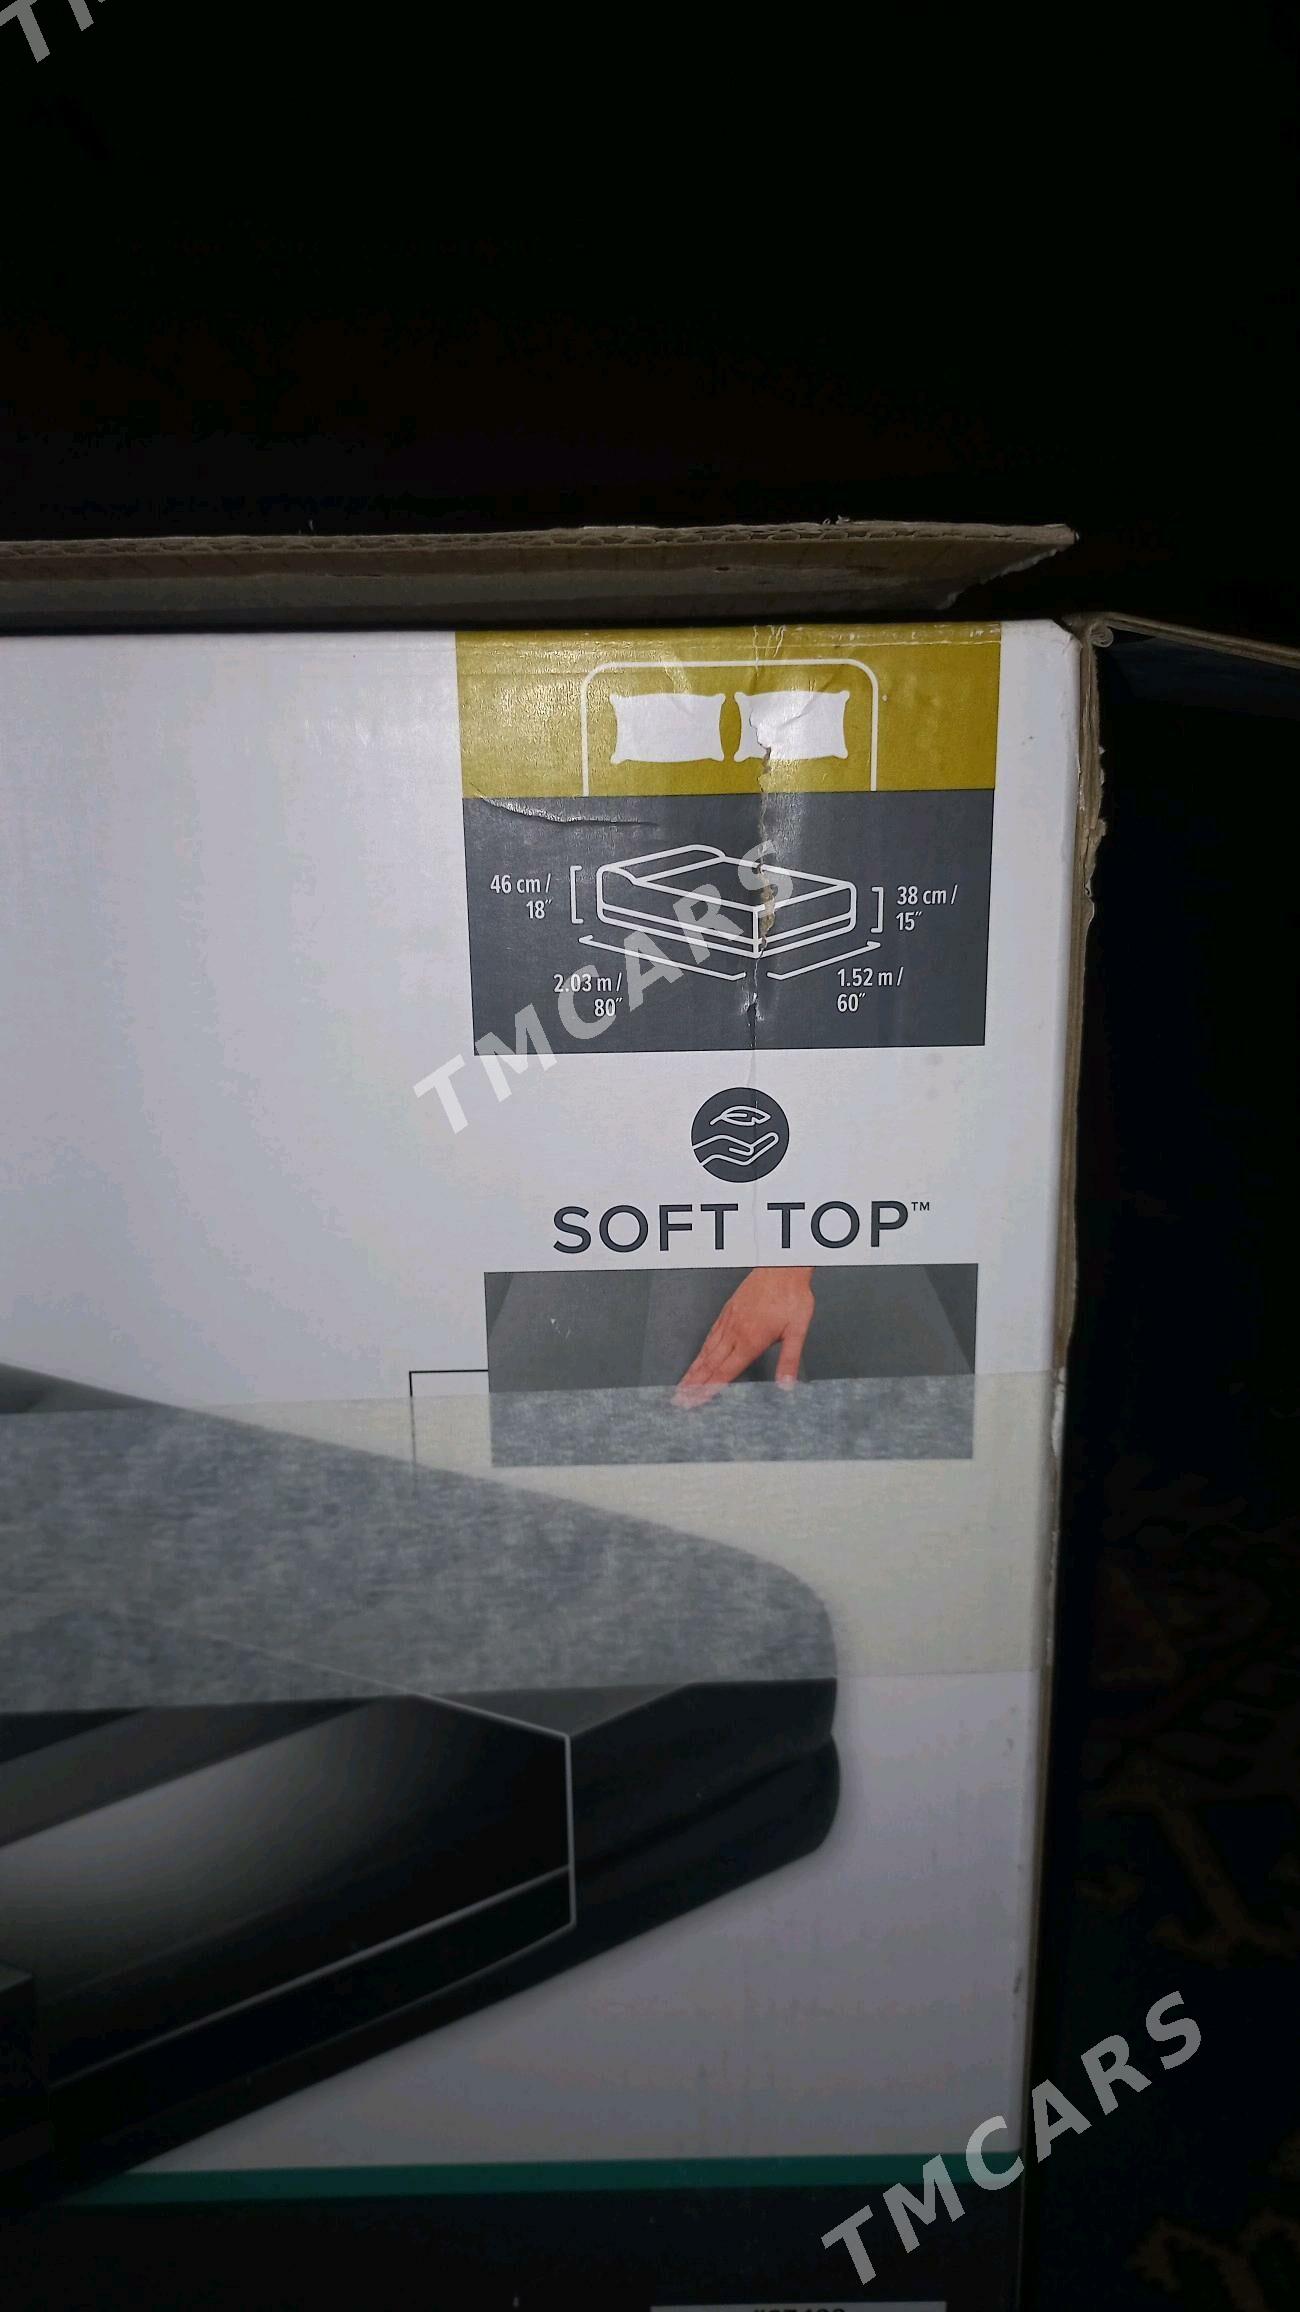 46 cm /
18″
38 cm /
15″
2.03 m /
80″
1.52 m /
60″
TMCARS
SOFT TOP™
TMCARS